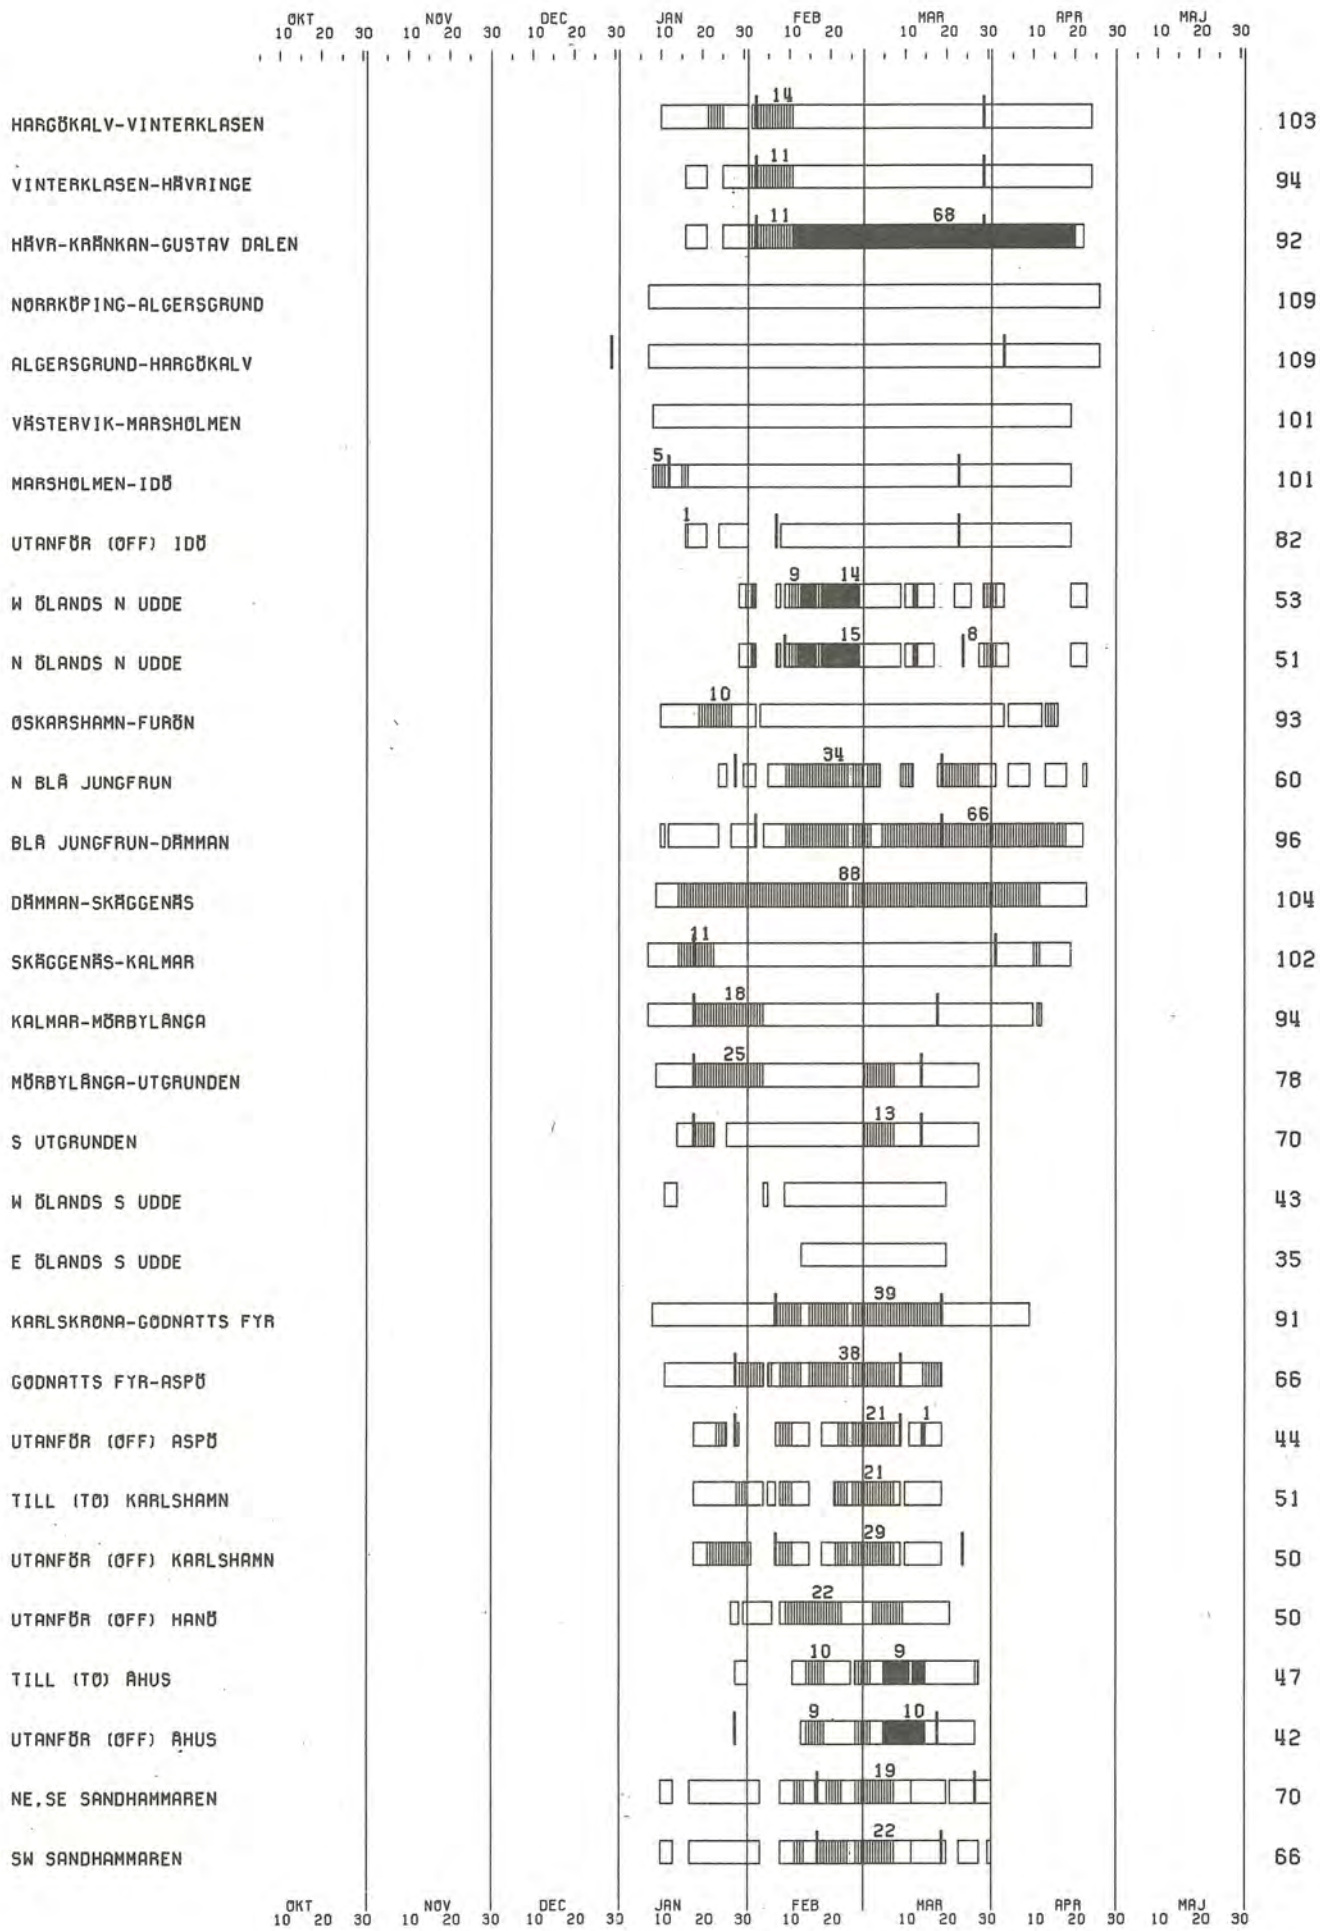 OKT NOV DEC JAN FEB MAR APR MAJ
10 20 30 10 20 30 10 20 30 10 20 30 10 20 10 20 30 10 20 30 10 20 30
14
HARGÖKALV-VINTERKLASEN 103
11
VINTERKLASEN-HÄVRINGE 94
11 68
HÄVR-KRÄNKAN-GUSTAV DALEN 92
NORRKÖPING-ALGERSGRUND 109
ALGERSGRUND-HARGÖKALV 109
VÄSTERVIK-MARSHOLMEN 101
5
MARSHOLMEN-IDÖ 101
1
UTANFÖR (OFF) IDÖ 82
9 14
W ÖLANDS N UDDE 53
15 8
N ÖLANDS N UDDE 51
10
OSKARSHAMN-FURÖN 93
34
N BLÅ JUNGFRUN 60
66
BLÅ JUNGFRUN-DÄMMAN 96
88
DÄMMAN-SKÄGGENÄS 104
11
SKÄGGENÄS-KALMAR 102
18
KALMAR-MÖRBYLÅNGA 94
25
MÖRBYLÅNGA-UTGRUNDEN 78
13
S UTGRUNDEN 70
W ÖLANDS S UDDE 43
E ÖLANDS S UDDE 35
39
KARLSKRONA-GODNATTS FYR 91
38
GODNATTS FYR-ASPÖ 66
21 1
UTANFÖR (OFF) ASPÖ 44
21
TILL (TO) KARLSHAMN 51
29
UTANFÖR (OFF) KARLSHAMN 50
22
UTANFÖR (OFF) HANÖ 50
10 9
TILL (TO) ÅHUS 47
9 10
UTANFÖR (OFF) ÅHUS 42
19
NE,SE SANDHAMMAREN 70
22
SW SANDHAMMAREN 66
OKT NOV DEC JAN FEB MAR APR MAJ
10 20 30 10 20 30 10 20 30 10 20 30 10 20 10 20 30 10 20 30 10 20 30